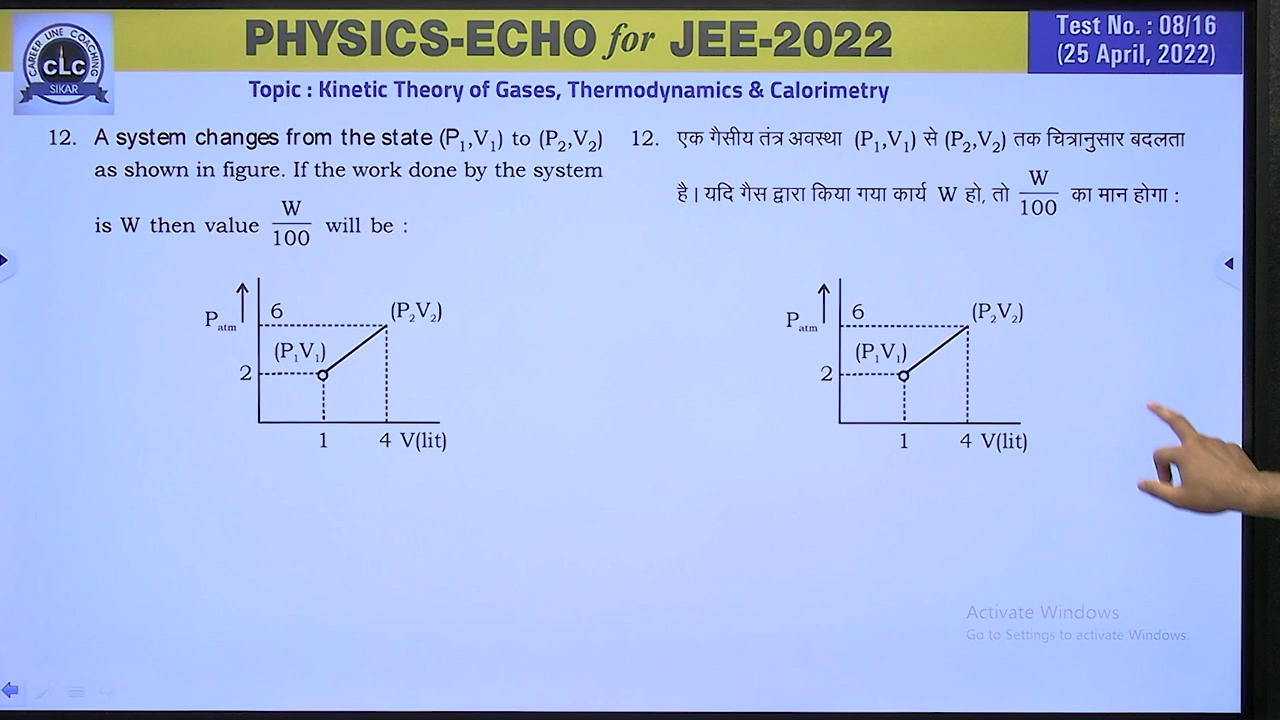 CAREER LINE COACHING
CLC
SIKAR
PHYSICS-ECHO for JEE-2022
Test No. : 08/16
(25 April, 2022)
Topic : Kinetic Theory of Gases, Thermodynamics & Calorimetry
12. A system changes from the state (P₁,V₁) to (P₂,V₂)
as shown in figure. If the work done by the system
is W then value W/100 will be :
6
(P₂V₂)
Pₐₜₘ
(P₁V₁)
2
1 4 V(lit)
12. एक गैसीय तंत्र अवस्था (P₁,V₁) से (P₂,V₂) तक चित्रानुसार बदलता
है। यदि गैस द्वारा किया गया कार्य W हो, तो W/100 का मान होगा :
6
(P₂V₂)
Pₐₜₘ
(P₁V₁)
2
1 4 V(lit)
Activate Windows
Go to Settings to activate Windows.